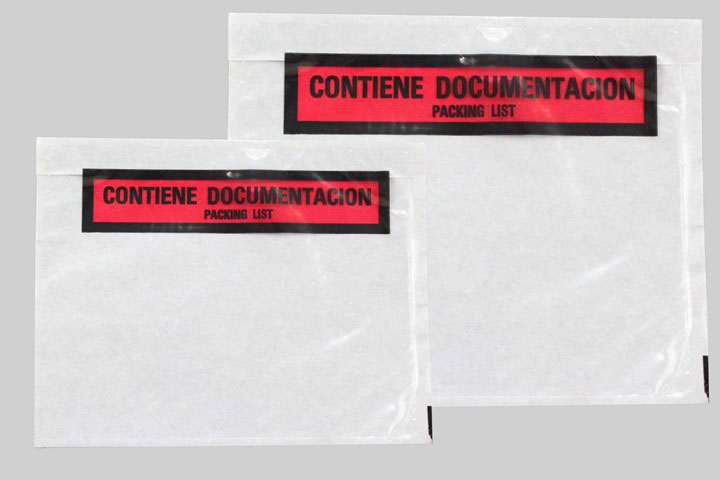 CONTIENE DOCUMENTACION
PACKING LIST
CONTIENE DOCUMENTACION
PACKING LIST